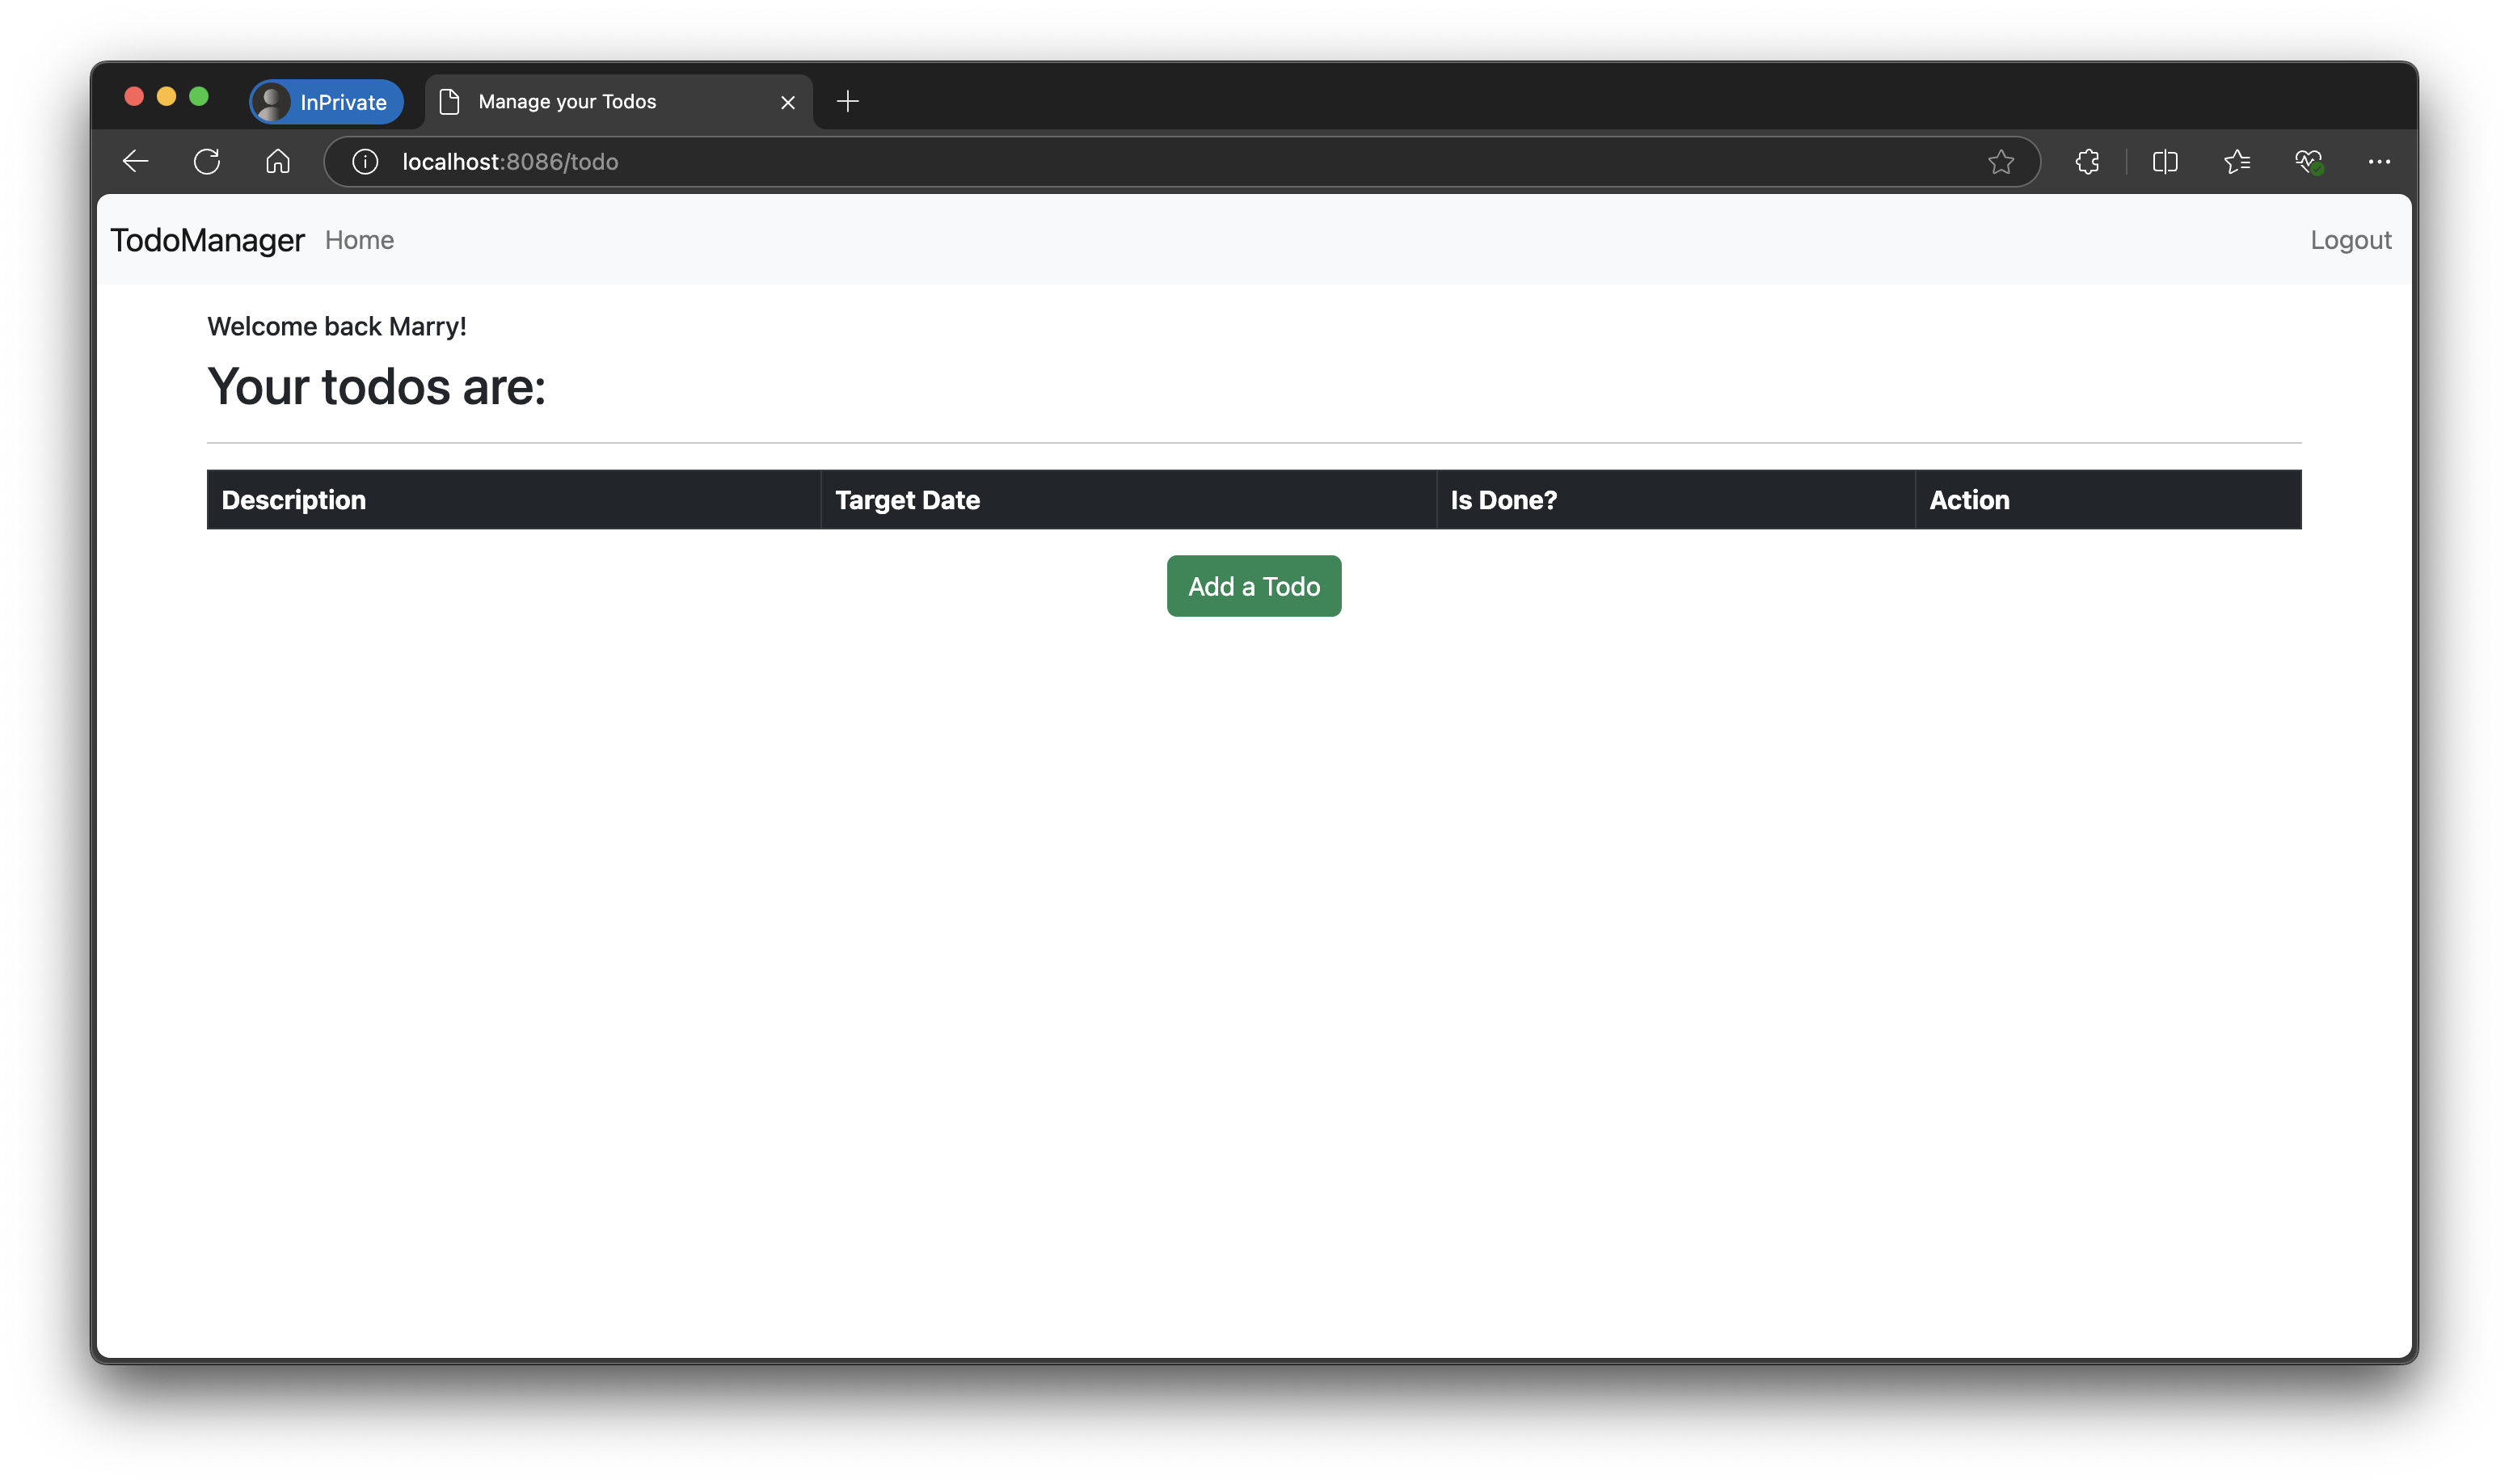 InPrivate Manage your Todos
localhost:8086/todo
TodoManager Home Logout
Welcome back Marry!
Your todos are:
Description Target Date Is Done? Action
Add a Todo